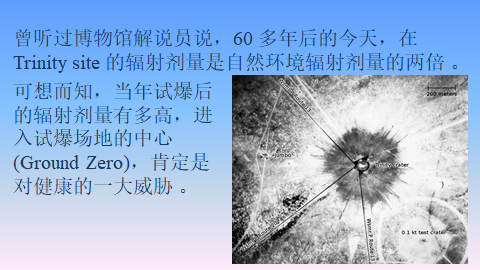 曾听过博物馆解说员说，60 多年后的今天，在
Trinity site 的辐射剂量是自然环境辐射剂量的两倍 。
可想而知，当年试爆后
的辐射剂量有多高，进
入试爆场地的中心
(Ground Zero)，肯定是
对健康的一大威胁 。
200 meters
Jumbo
Trinity crater
0.1 kt test crater